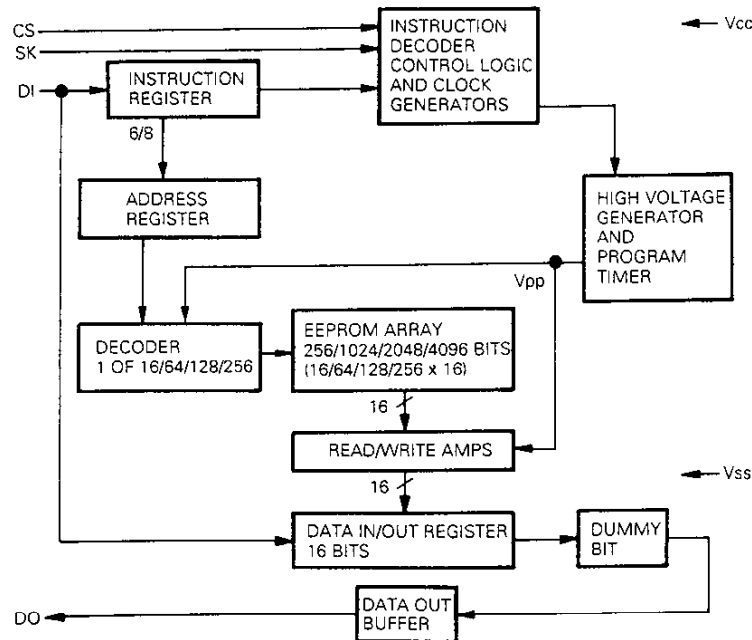 CS
SK
DI
INSTRUCTION
DECODER
CONTROL LOGIC
AND CLOCK
GENERATORS
Vcc
INSTRUCTION
REGISTER
6/8
ADDRESS
REGISTER
HIGH VOLTAGE
GENERATOR
AND
PROGRAM
TIMER
Vpp
DECODER
1 OF 16/64/128/256
EEPROM ARRAY
256/1024/2048/4096 BITS
(16/64/128/256 x 16)
16
READ/WRITE AMPS
16
Vss
DATA IN/OUT REGISTER
16 BITS
DUMMY
BIT
DATA OUT
BUFFER
DO